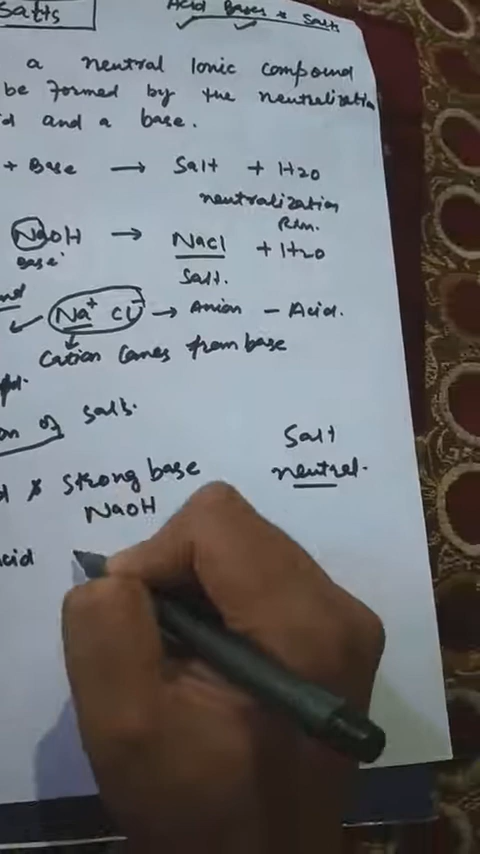 Salts
Acid Bases & Salts
a neutral Ionic compound
be formed by the neutralization
and a base.
+ Base → Salt + H2O
neutralization
Rxn.
NaOH → NaCl + H2O
Base
Salt.
Na+ Cl- → Anion - Acid.
Cation Comes from base
of Salts.
Salt
Strong base neutral.
NaOH